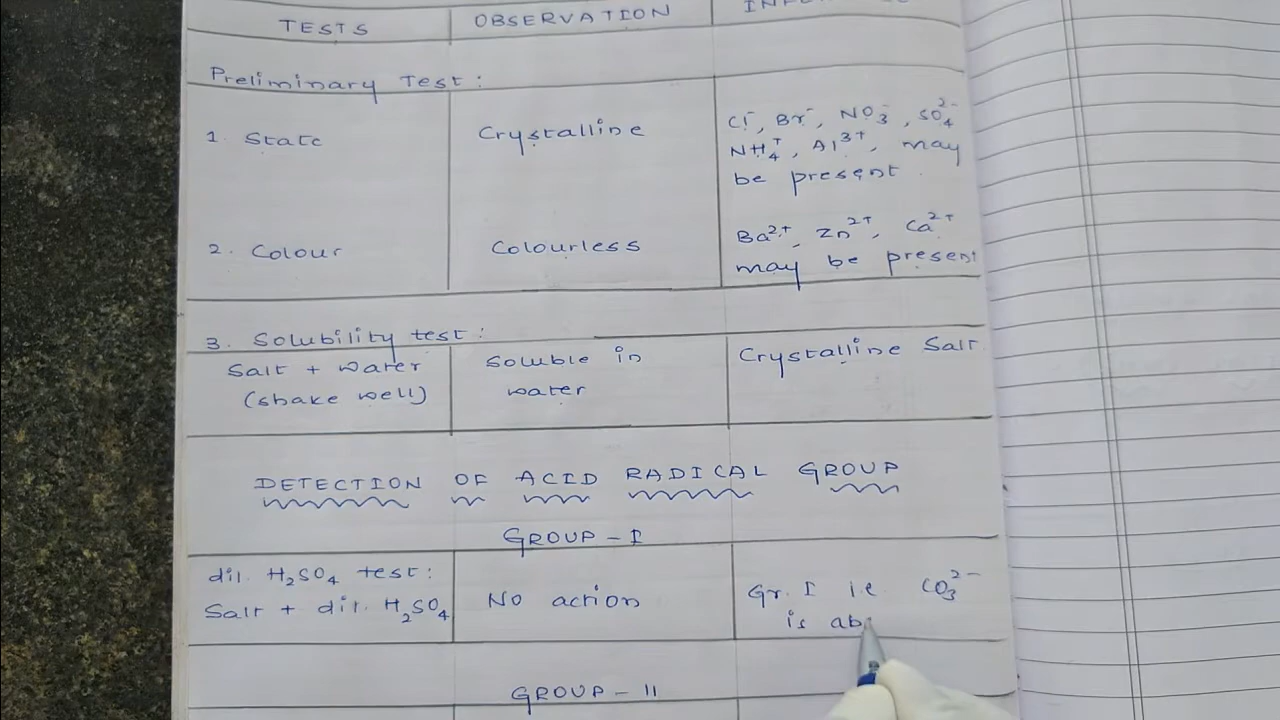 TESTS OBSERVATION
Preliminary Test:
1. State Crystalline Cl⁻, Br⁻, NO₃⁻, SO₄²⁻
NH₄⁺, Al³⁺, may
be present.
2. Colour Colourless Ba²⁺, Zn²⁺, Ca²⁺
may be present
3. Solubility test:
Salt + water Soluble in Crystalline Salt
(shake well) water
DETECTION OF ACID RADICAL GROUP
GROUP - I
dil. H₂SO₄ test:
Salt + dil. H₂SO₄ No action Gr. I ie. CO₃²⁻
is ab
GROUP - II